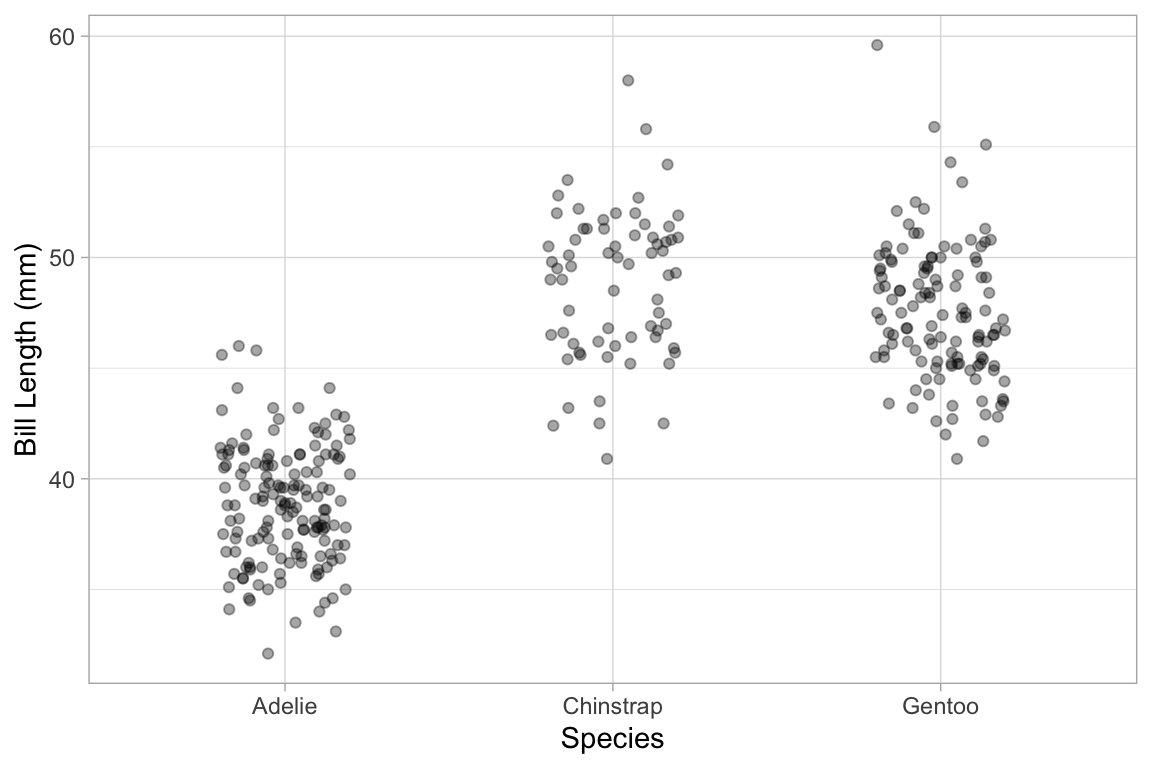 60
50
40
Bill Length (mm)
Adelie
Chinstrap
Gentoo
Species